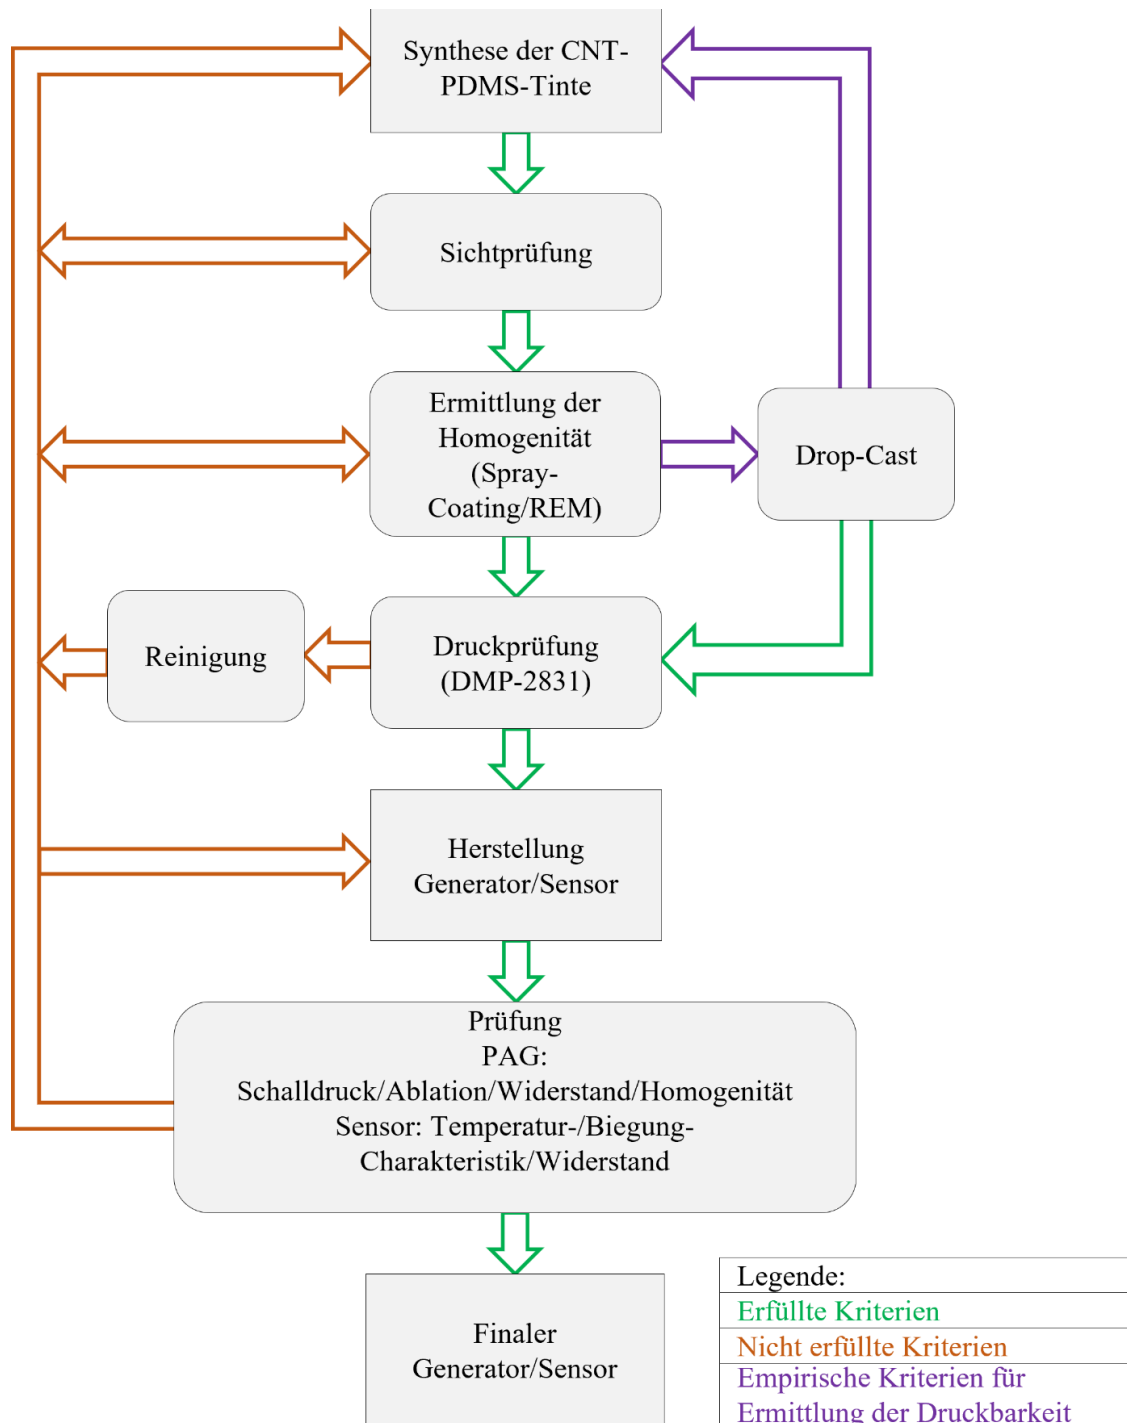 Synthese der CNT-
PDMS-Tinte
Sichtprüfung
Ermittlung der
Homogenität
(Spray-
Coating/REM)
Drop-Cast
Reinigung
Druckprüfung
(DMP-2831)
Herstellung
Generator/Sensor
Prüfung
PAG:
Schalldruck/Ablation/Widerstand/Homogenität
Sensor: Temperatur-/Biegung-
Charakteristik/Widerstand
Finaler
Generator/Sensor
Legende:
Erfüllte Kriterien
Nicht erfüllte Kriterien
Empirische Kriterien für
Ermittlung der Druckbarkeit